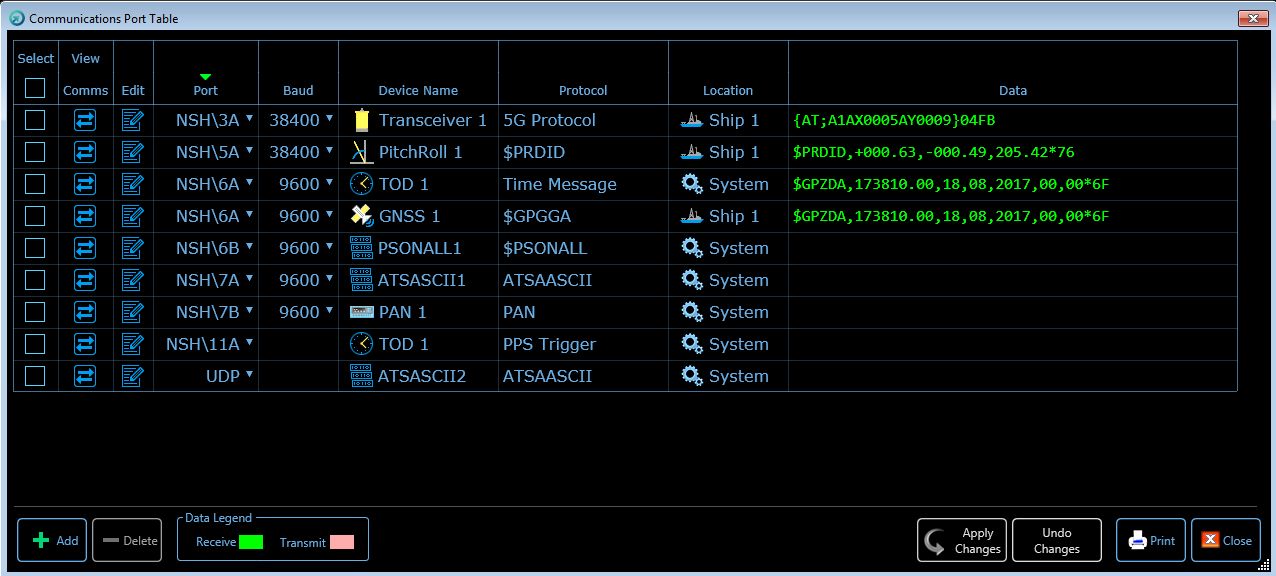 Communications Port Table
Select View
Comms Edit Port Baud Device Name Protocol Location Data
NSH\3A 38400 Transceiver 1 5G Protocol Ship 1 {AT;A1AX0005AY0009}04FB
NSH\5A 38400 PitchRoll 1 $PRDID Ship 1 $PRDID,+000.63,-000.49,205.42*76
NSH\6A 9600 TOD 1 Time Message System $GPZDA,173810.00,18,08,2017,00,00*6F
NSH\6A 9600 GNSS 1 $GPGGA Ship 1 $GPZDA,173810.00,18,08,2017,00,00*6F
NSH\6B 9600 PSONALL1 $PSONALL System
NSH\7A 9600 ATSASCII1 ATSAASCII System
NSH\7B 9600 PAN 1 PAN System
NSH\11A TOD 1 PPS Trigger System
UDP ATSASCII2 ATSAASCII System
Add Delete
Data Legend
Receive Transmit
Apply
Changes
Undo
Changes
Print Close